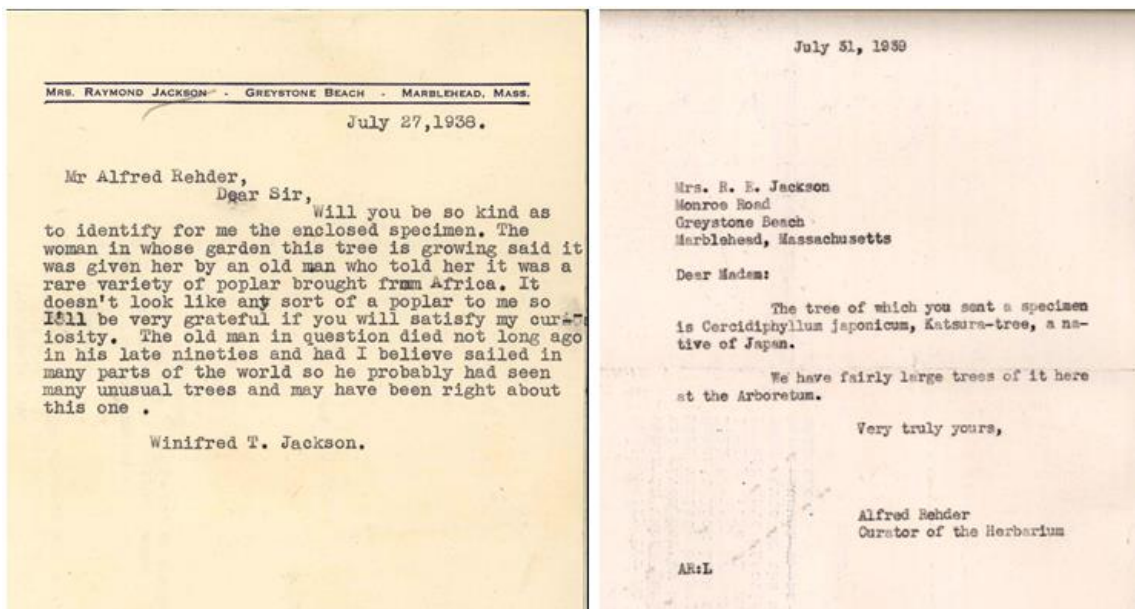 MRS. RAYMOND JACKSON - GREYSTONE BEACH - MARBLEHEAD, MASS.
July 27,1938.
Mr Alfred Rehder,
Dear Sir,
Will you be so kind as
to identify for me the enclosed specimen. The
woman in whose garden this tree is growing said it
was given her by an old man who told her it was a
rare variety of poplar brought from Africa. It
doesn't look like any sort of a poplar to me so
I'll be very grateful if you will satisfy my cur-
iosity. The old man in question died not long ago
in his late nineties and had I believe sailed in
many parts of the world so he probably had seen
many unusual trees and may have been right about
this one .
Winifred T. Jackson.
July 31, 1939
Mrs. R. E. Jackson
Monroe Road
Greystone Beach
Marblehead, Massachusetts
Dear Madam:
The tree of which you sent a specimen
is Cercidiphyllum japonicum, Katsura-tree, a na-
tive of Japan.
We have fairly large trees of it here
at the Arboretum.
Very truly yours,
Alfred Rehder
Curator of the Herbarium
AR:L